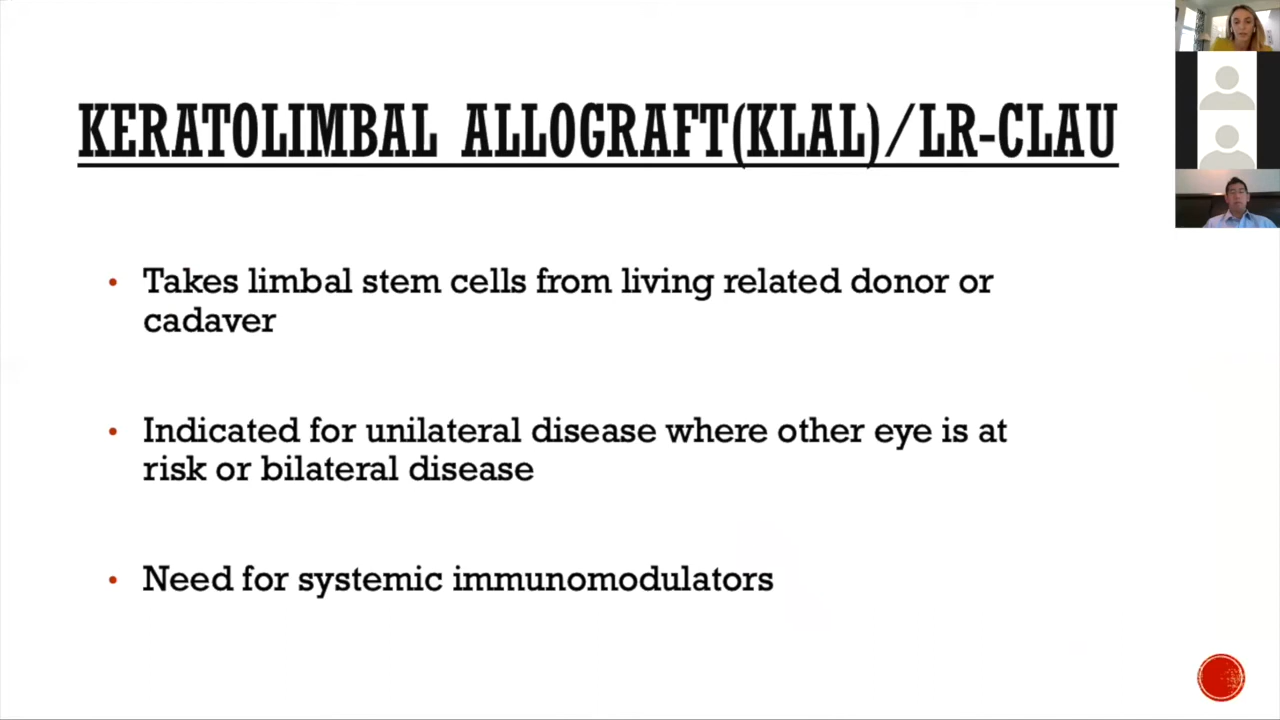 KERATOLIMBAL ALLOGRAFT(KLAL)/LR-CLAU
• Takes limbal stem cells from living related donor or
cadaver
• Indicated for unilateral disease where other eye is at
risk or bilateral disease
• Need for systemic immunomodulators